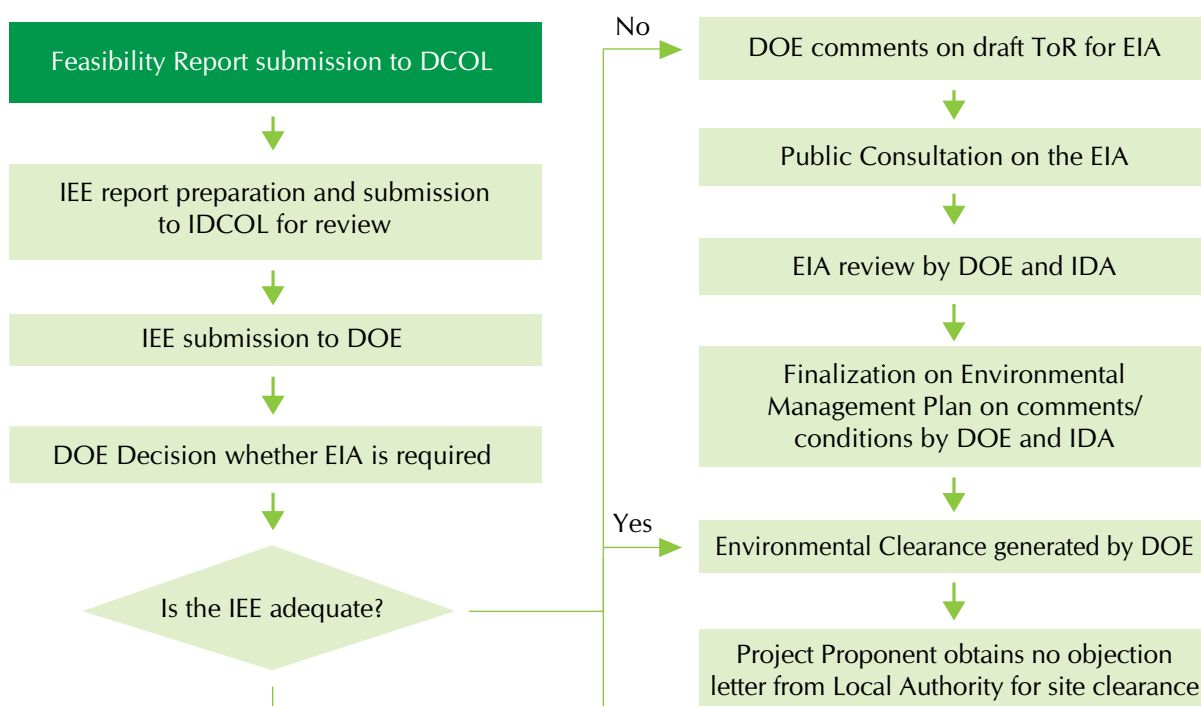 Feasibility Report submission to DCOL
IEE report preparation and submission
to IDCOL for review
IEE submission to DOE
DOE Decision whether EIA is required
Is the IEE adequate?
No
DOE comments on draft ToR for EIA
Public Consultation on the EIA
EIA review by DOE and IDA
Finalization on Environmental
Management Plan on comments/
conditions by DOE and IDA
Yes
Environmental Clearance generated by DOE
Project Proponent obtains no objection
letter from Local Authority for site clearance